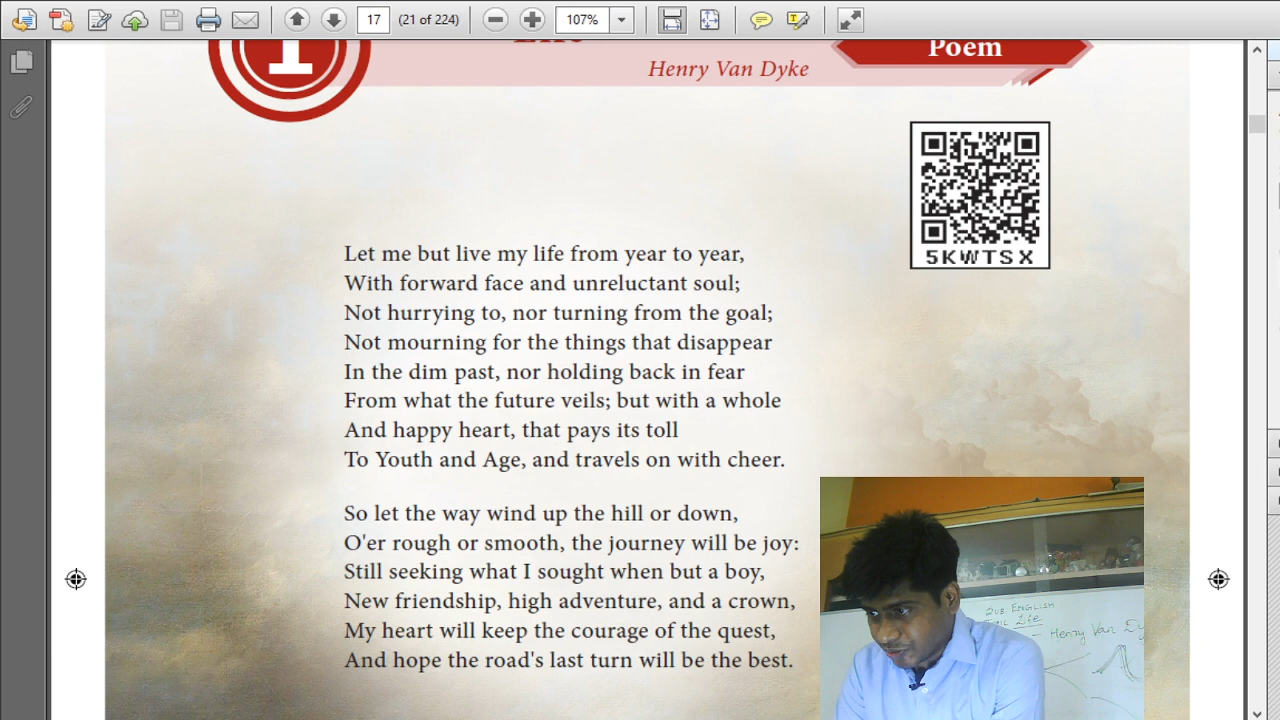 17 (21 of 224) 107%
Poem
Henry Van Dyke
5KWTSX
Let me but live my life from year to year,
With forward face and unreluctant soul;
Not hurrying to, nor turning from the goal;
Not mourning for the things that disappear
In the dim past, nor holding back in fear
From what the future veils; but with a whole
And happy heart, that pays its toll
To Youth and Age, and travels on with cheer.
So let the way wind up the hill or down,
O'er rough or smooth, the journey will be joy:
Still seeking what I sought when but a boy,
New friendship, high adventure, and a crown,
My heart will keep the courage of the quest,
And hope the road's last turn will be the best.
ENGLISH
Life
- Henry Van Dy